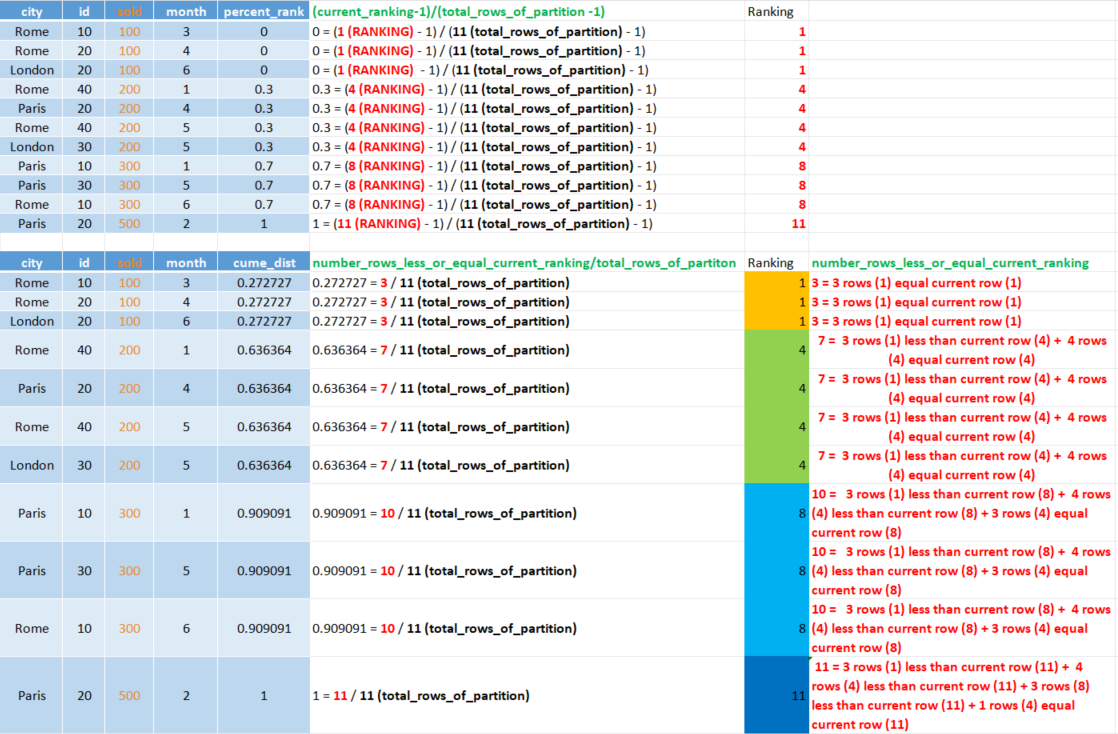 city id sold month percent_rank (current_ranking-1)/(total_rows_of_partition -1) Ranking
Rome 10 100 3 0 0 = (1 (RANKING) - 1) / (11 (total_rows_of_partition) - 1) 1
Rome 20 100 4 0 0 = (1 (RANKING) - 1) / (11 (total_rows_of_partition) - 1) 1
London 20 100 6 0 0 = (1 (RANKING) - 1) / (11 (total_rows_of_partition) - 1) 1
Rome 40 200 1 0.3 0.3 = (4 (RANKING) - 1) / (11 (total_rows_of_partition) - 1) 4
Paris 20 200 4 0.3 0.3 = (4 (RANKING) - 1) / (11 (total_rows_of_partition) - 1) 4
Rome 40 200 5 0.3 0.3 = (4 (RANKING) - 1) / (11 (total_rows_of_partition) - 1) 4
London 30 200 5 0.3 0.3 = (4 (RANKING) - 1) / (11 (total_rows_of_partition) - 1) 4
Paris 10 300 1 0.7 0.7 = (8 (RANKING) - 1) / (11 (total_rows_of_partition) - 1) 8
Paris 30 300 5 0.7 0.7 = (8 (RANKING) - 1) / (11 (total_rows_of_partition) - 1) 8
Rome 10 300 6 0.7 0.7 = (8 (RANKING) - 1) / (11 (total_rows_of_partition) - 1) 8
Paris 20 500 2 1 1 = (11 (RANKING) - 1) / (11 (total_rows_of_partition) - 1) 11
city id sold month cume_dist number_rows_less_or_equal_current_ranking/total_rows_of_partiton Ranking number_rows_less_or_equal_current_ranking
Rome 10 100 3 0.272727 0.272727 = 3 / 11 (total_rows_of_partition) 1 3 = 3 rows (1) equal current row (1)
Rome 20 100 4 0.272727 0.272727 = 3 / 11 (total_rows_of_partition) 1 3 = 3 rows (1) equal current row (1)
London 20 100 6 0.272727 0.272727 = 3 / 11 (total_rows_of_partition) 1 3 = 3 rows (1) equal current row (1)
Rome 40 200 1 0.636364 0.636364 = 7 / 11 (total_rows_of_partition) 4 7 = 3 rows (1) less than current row (4) + 4 rows
(4) equal current row (4)
Paris 20 200 4 0.636364 0.636364 = 7 / 11 (total_rows_of_partition) 4 7 = 3 rows (1) less than current row (4) + 4 rows
(4) equal current row (4)
Rome 40 200 5 0.636364 0.636364 = 7 / 11 (total_rows_of_partition) 4 7 = 3 rows (1) less than current row (4) + 4 rows
(4) equal current row (4)
London 30 200 5 0.636364 0.636364 = 7 / 11 (total_rows_of_partition) 4 7 = 3 rows (1) less than current row (4) + 4 rows
(4) equal current row (4)
Paris 10 300 1 0.909091 0.909091 = 10 / 11 (total_rows_of_partition) 8 10 = 3 rows (1) less than current row (8) + 4 rows
(4) less than current row (8) + 3 rows (4) equal
current row (8)
Paris 30 300 5 0.909091 0.909091 = 10 / 11 (total_rows_of_partition) 8 10 = 3 rows (1) less than current row (8) + 4 rows
(4) less than current row (8) + 3 rows (4) equal
current row (8)
Rome 10 300 6 0.909091 0.909091 = 10 / 11 (total_rows_of_partition) 8 10 = 3 rows (1) less than current row (8) + 4 rows
(4) less than current row (8) + 3 rows (4) equal
current row (8)
Paris 20 500 2 1 1 = 11 / 11 (total_rows_of_partition) 11 11 = 3 rows (1) less than current row (11) + 4
rows (4) less than current row (11) + 3 rows (8)
less than current row (11) + 1 rows (4) equal
current row (11)